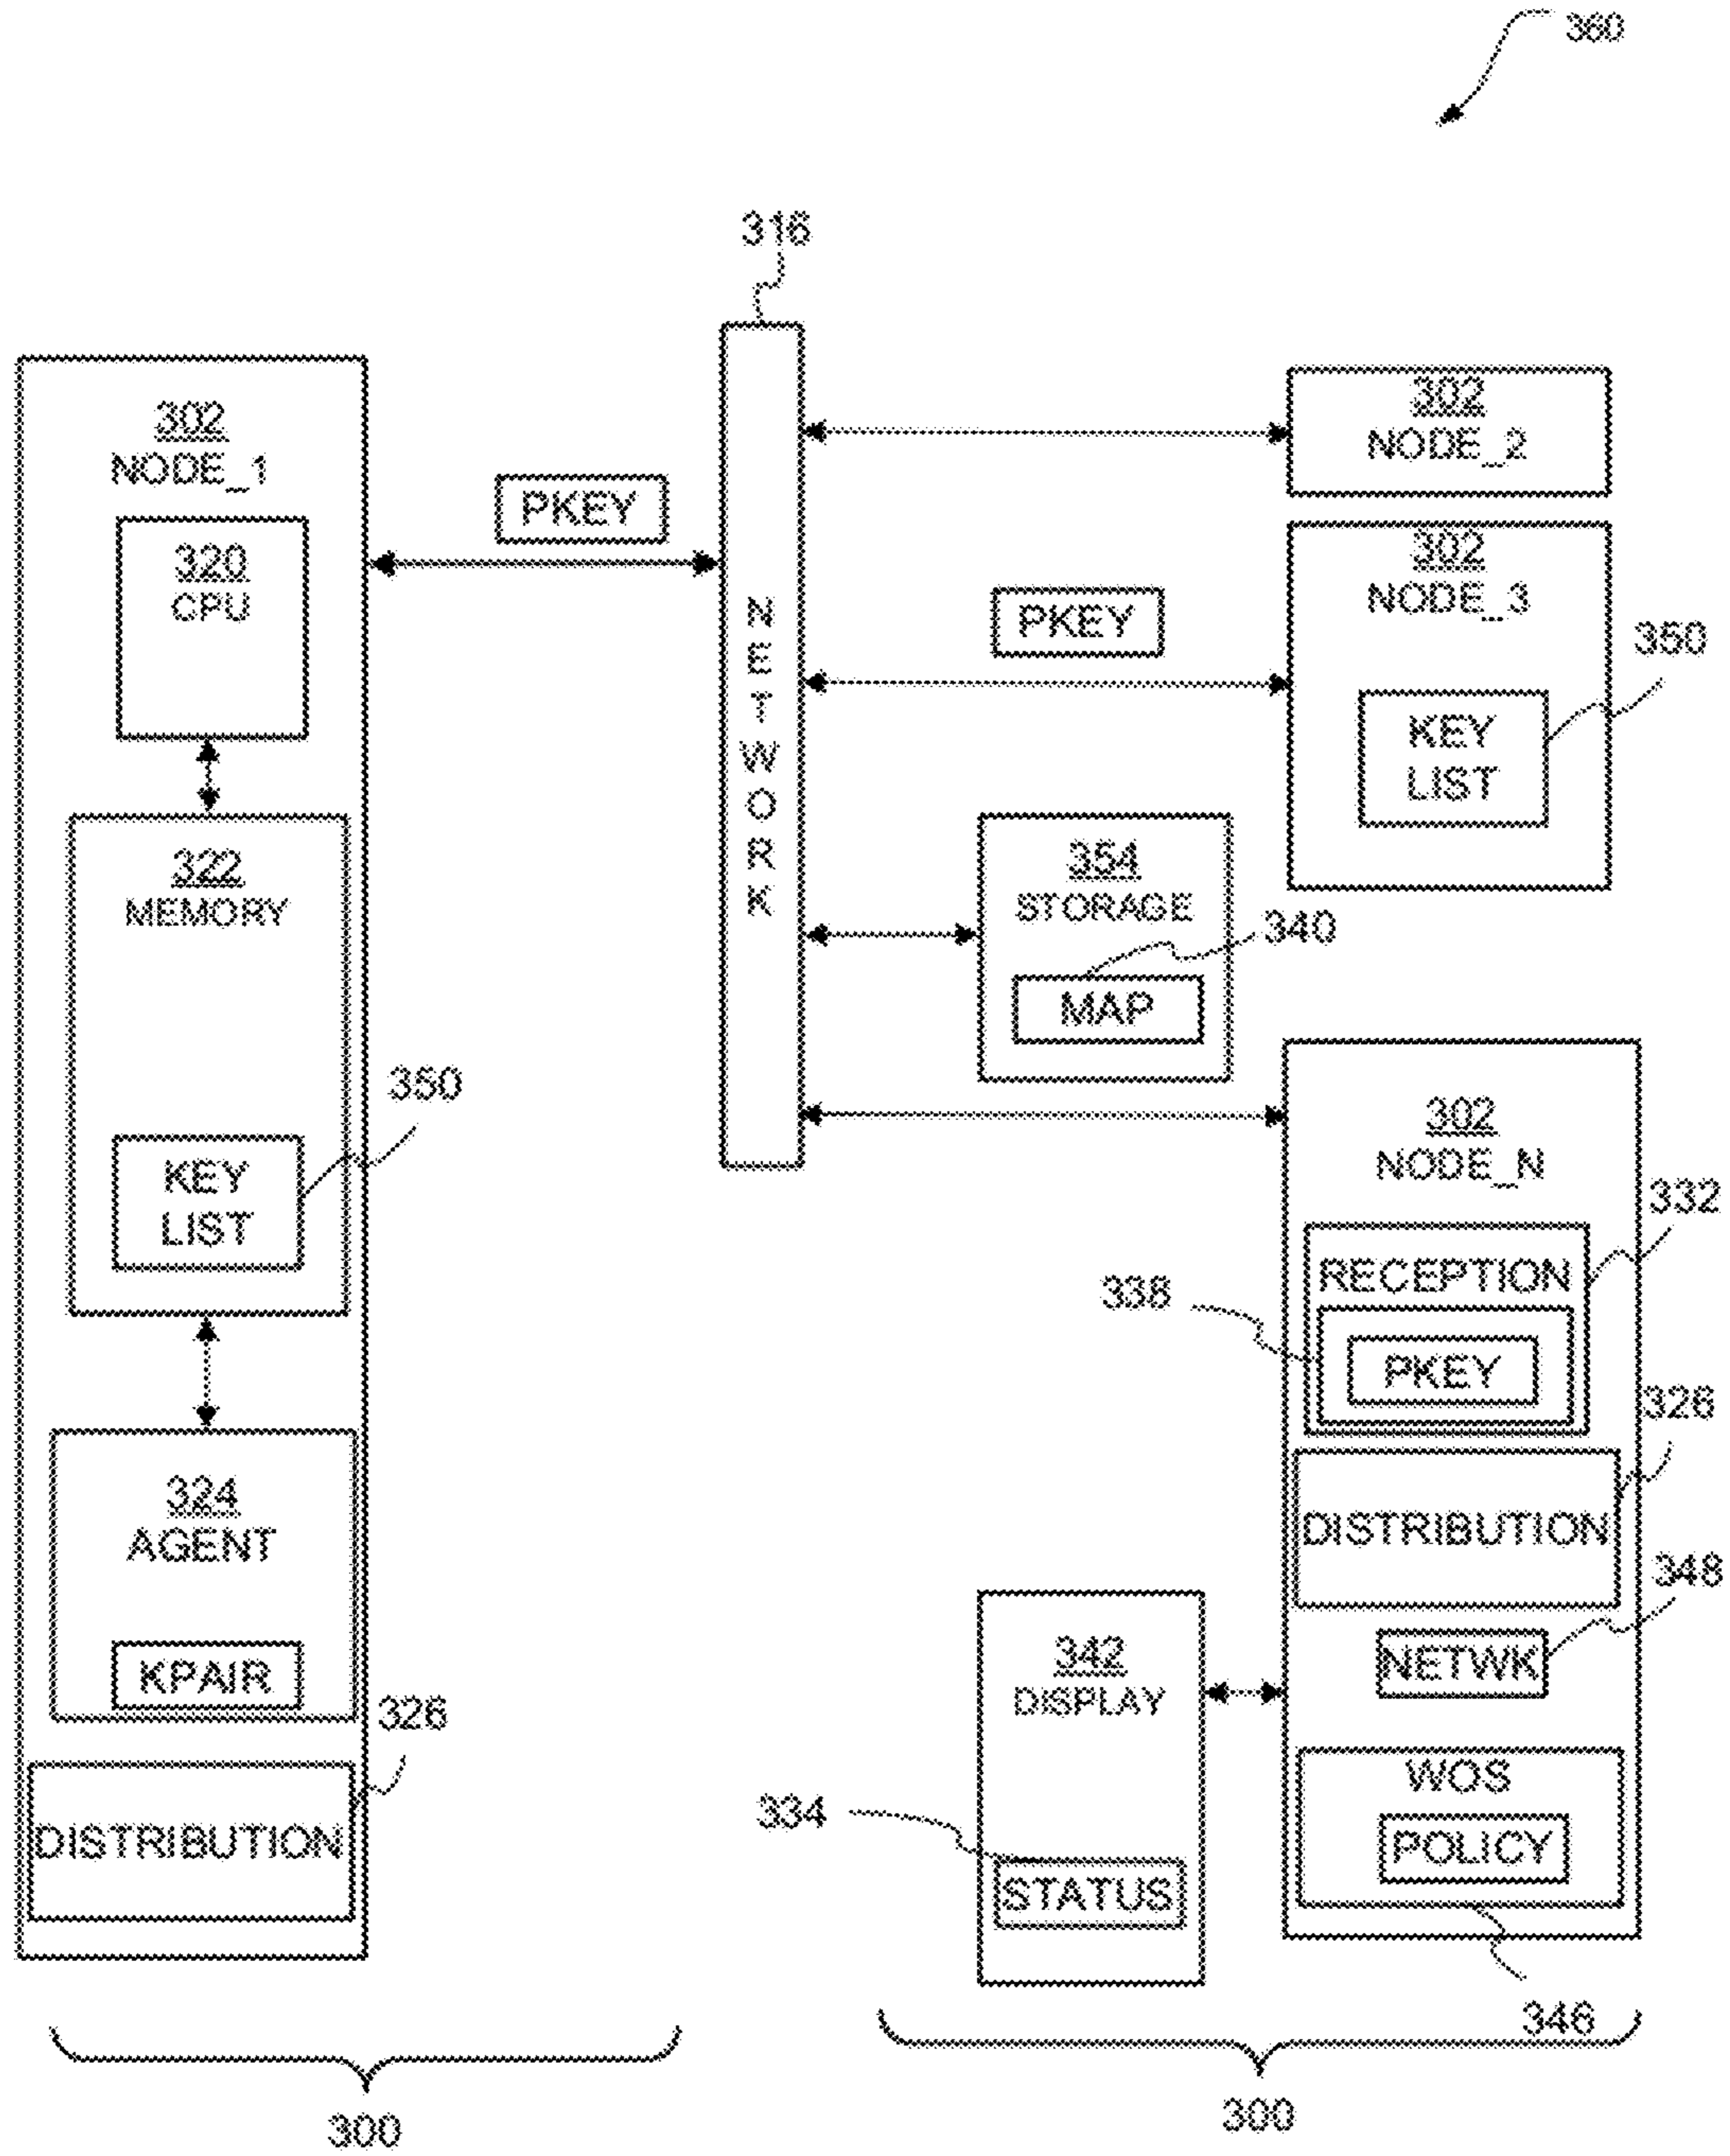 360
316
302
NODE_1
320
CPU
322
MEMORY
350
KEY
LIST
324
AGENT
KPAIR
326
DISTRIBUTION
300
PKEY
NETWORK
302
NODE_2
PKEY
302
NODE_3
350
KEY
LIST
354
STORAGE
340
MAP
302
NODE_N
332
RECEPTION
338
PKEY
326
DISTRIBUTION
348
NETWK
342
DISPLAY
334
STATUS
WOS
POLICY
346
300